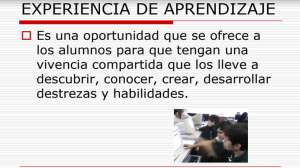 EXPERIENCIA DE APRENDIZAJE
Es una oportunidad que se ofrece a
los alumnos para que tengan una
vivencia compartida que los lleve a
descubrir, conocer, crear, desarrollar
destrezas y habilidades.